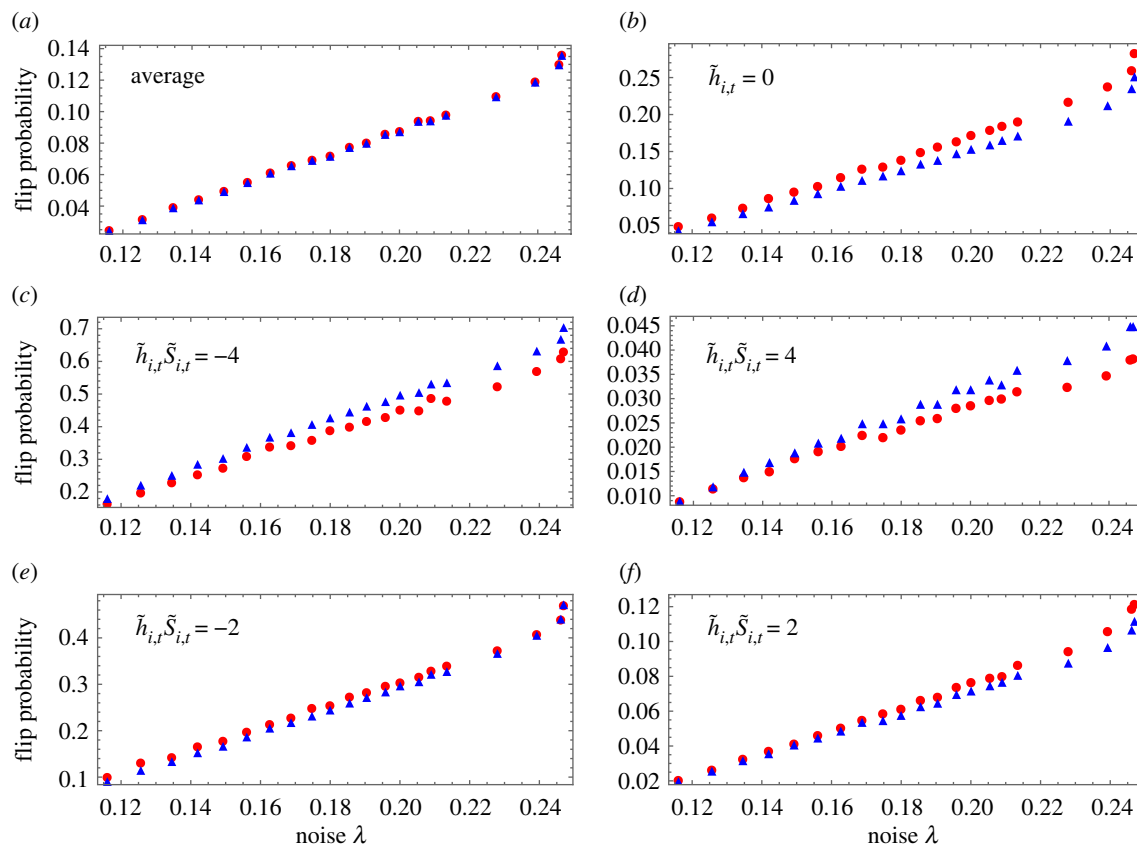 (a)
0.14
0.12
0.10
0.08
0.06
0.04
flip probability
average
0.12 0.14 0.16 0.18 0.20 0.22 0.24
(b)
0.25
0.20
0.15
0.10
0.05
h̃i,t = 0
0.12 0.14 0.16 0.18 0.20 0.22 0.24
(c)
0.7
0.6
0.5
0.4
0.3
0.2
flip probability
h̃i,t S̃i,t = −4
0.12 0.14 0.16 0.18 0.20 0.22 0.24
(d)
0.045
0.040
0.035
0.030
0.025
0.020
0.015
0.010
h̃i,t S̃i,t = 4
0.12 0.14 0.16 0.18 0.20 0.22 0.24
(e)
0.4
0.3
0.2
0.1
flip probability
h̃i,t S̃i,t = −2
0.12 0.14 0.16 0.18 0.20 0.22 0.24
noise λ
(f)
0.12
0.10
0.08
0.06
0.04
0.02
h̃i,t S̃i,t = 2
0.12 0.14 0.16 0.18 0.20 0.22 0.24
noise λ